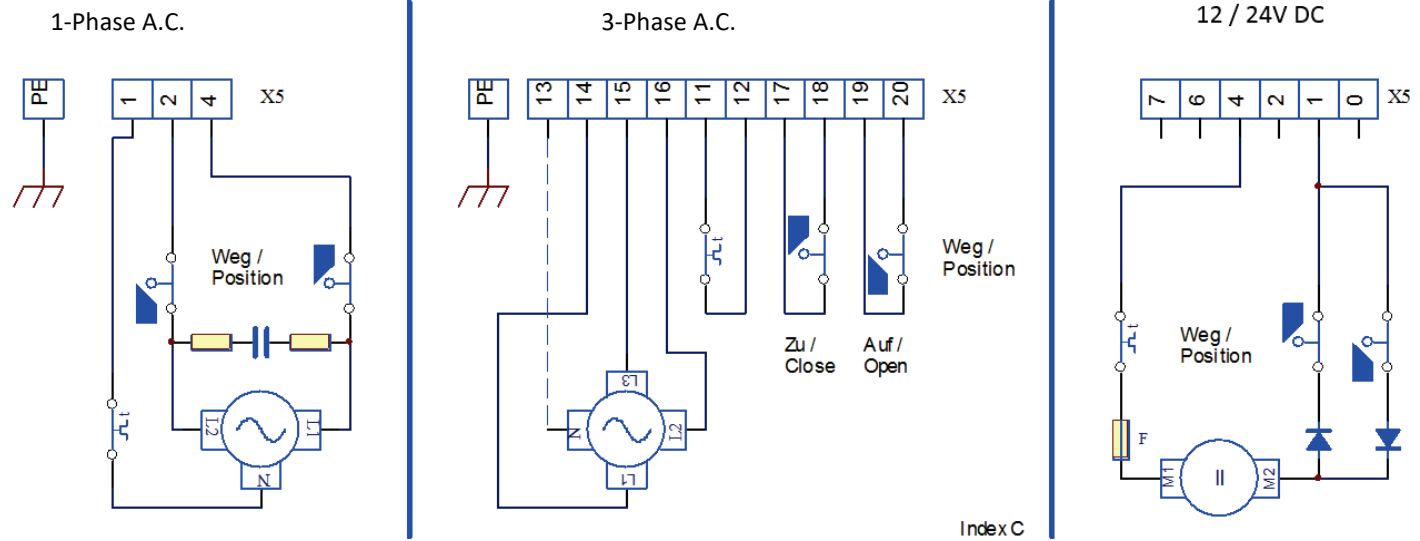 1-Phase A.C.
PE
1
2
4
X5
Weg /
Position
t
L2
L1
N
3-Phase A.C.
PE
13
14
15
16
11
12
17
18
19
20
X5
t
Weg /
Position
Zu /
Close
Auf /
Open
L3
N
L2
L1
Index C
12 / 24V DC
7
6
4
2
1
0
X5
t
Weg /
Position
F
M1
II
M2